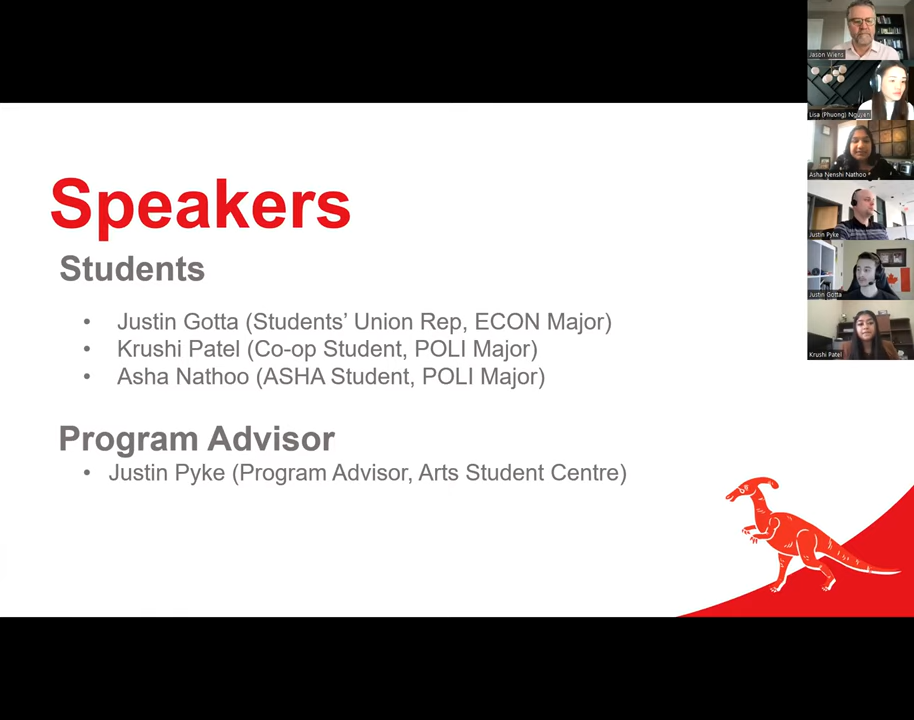 Speakers
Students
• Justin Gotta (Students’ Union Rep, ECON Major)
• Krushi Patel (Co-op Student, POLI Major)
• Asha Nathoo (ASHA Student, POLI Major)
Program Advisor
• Justin Pyke (Program Advisor, Arts Student Centre)
Jason Wiens
Lisa (Phuong) Nguyen
Asha Nenshi Nathoo
Justin Pyke
Justin Gotta
Krushi Patel